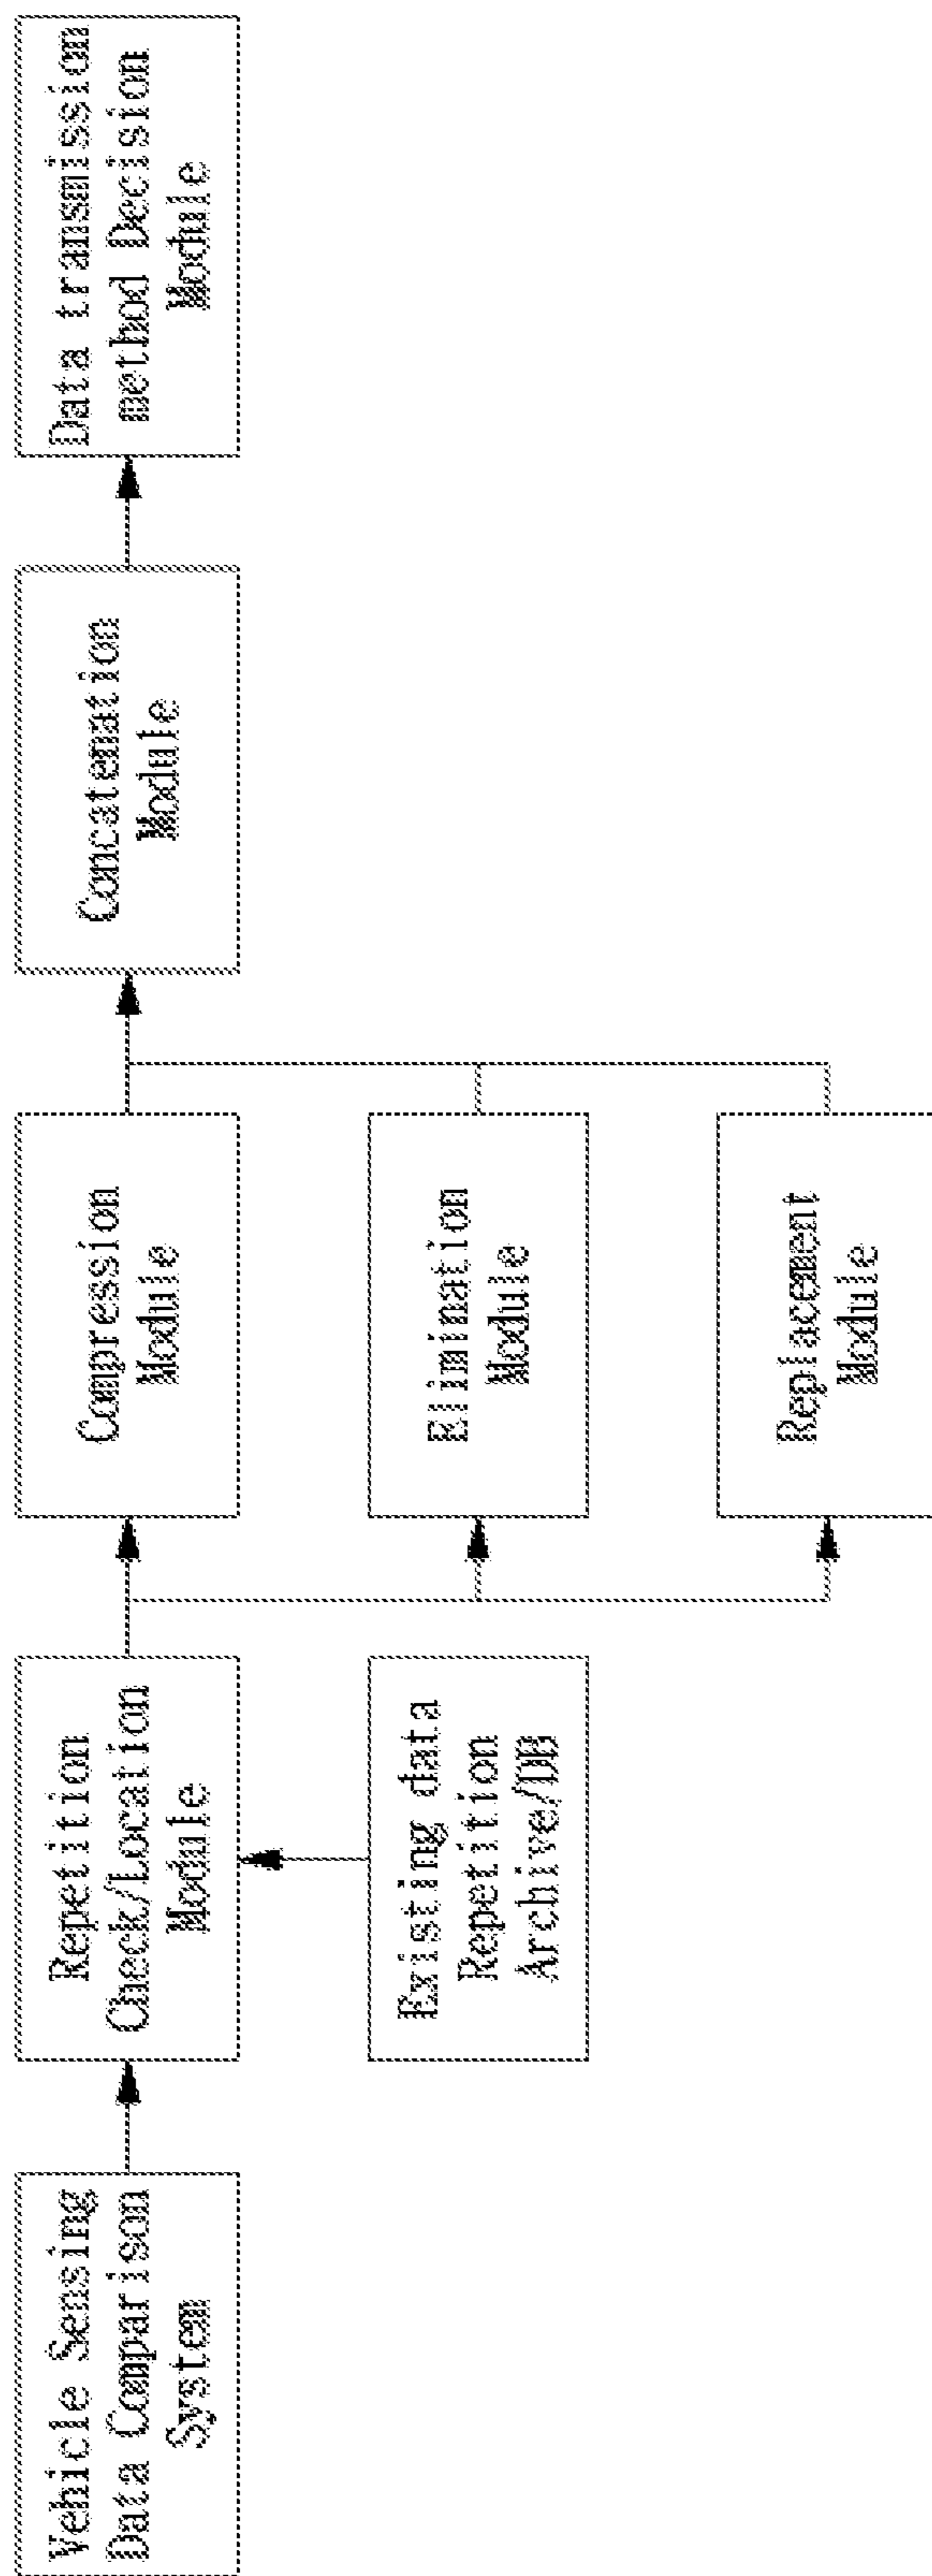 Vehicle Sensing
Data Comparison
System
Repetition
Check/Location
Module
Existing data
Repetition
Archive/DB
Compression
Module
Elimination
Module
Replacement
Module
Concatenation
Module
Data transmission
method Decision
Module